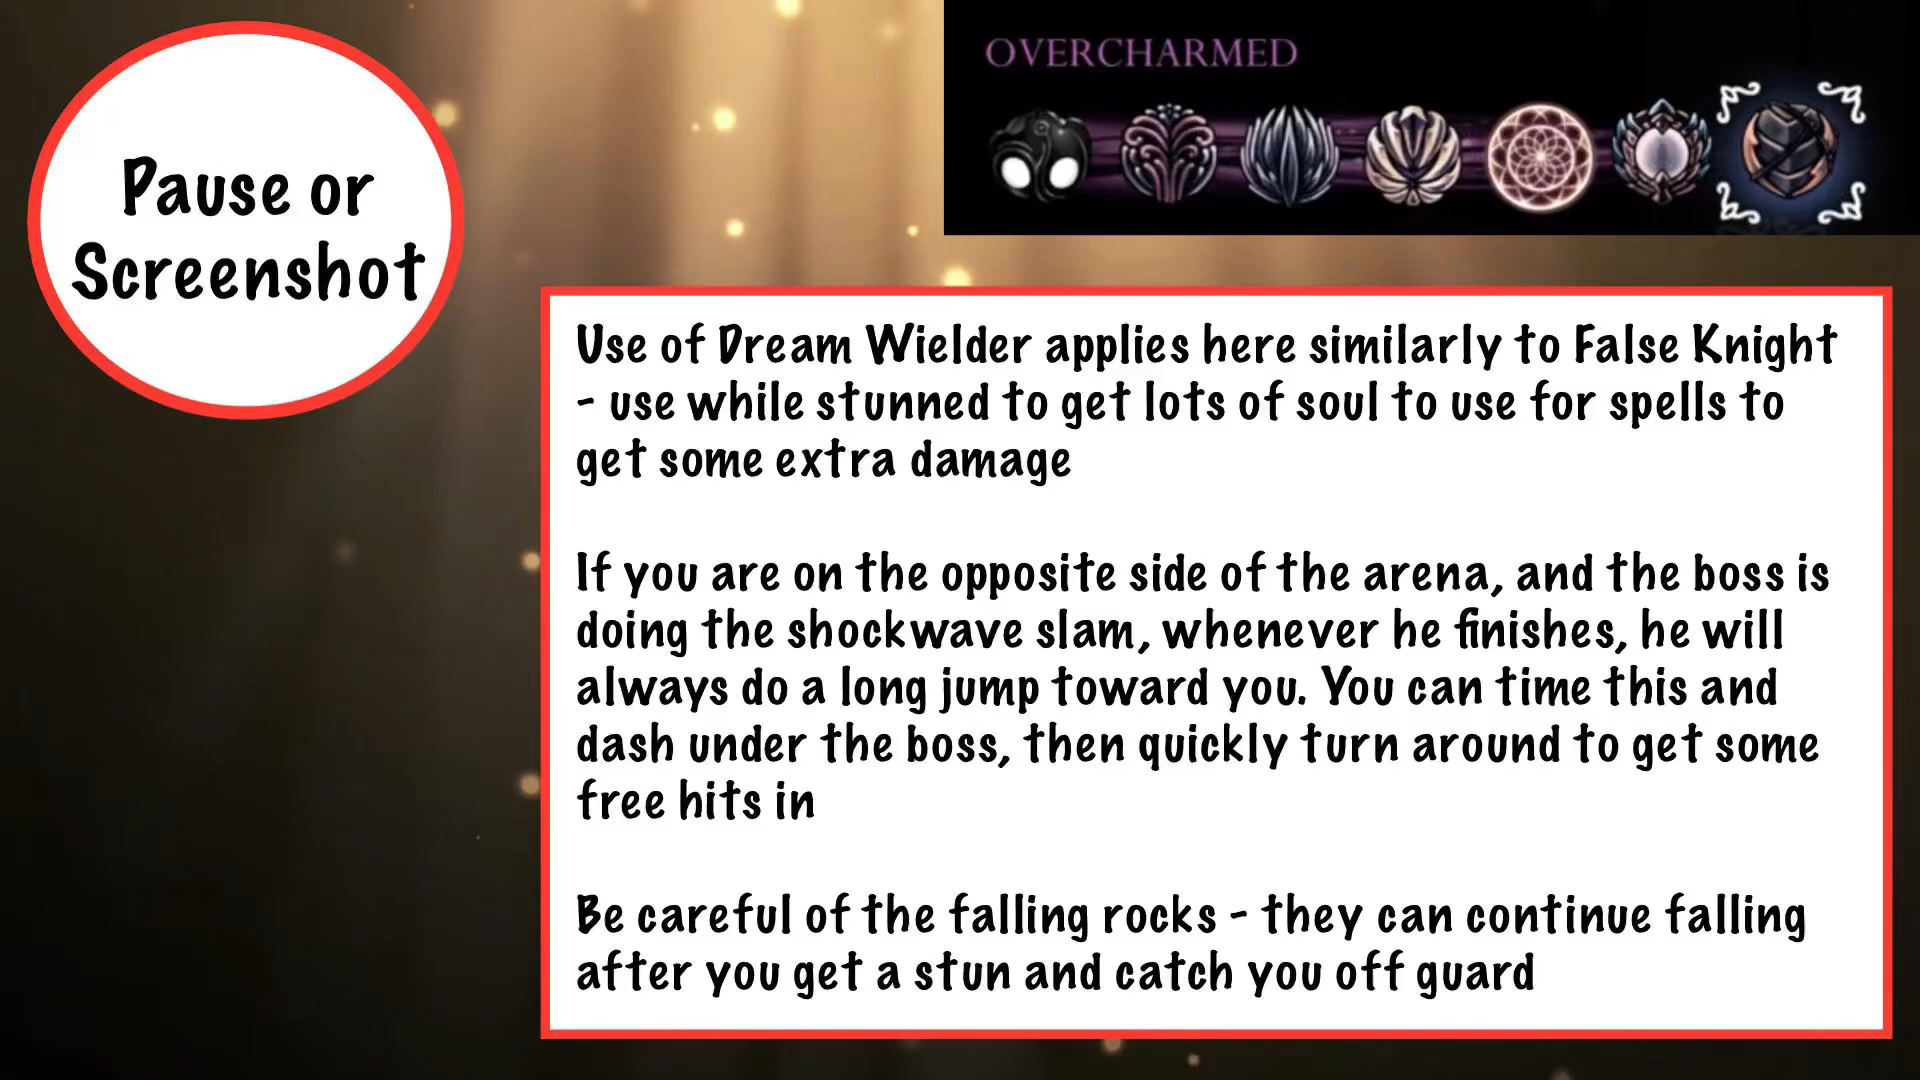 Pause or
Screenshot
OVERCHARMED
Use of Dream Wielder applies here similarly to False Knight
- use while stunned to get lots of soul to use for spells to
get some extra damage
If you are on the opposite side of the arena, and the boss is
doing the shockwave slam, whenever he finishes, he will
always do a long jump toward you. You can time this and
dash under the boss, then quickly turn around to get some
free hits in
Be careful of the falling rocks - they can continue falling
after you get a stun and catch you off guard